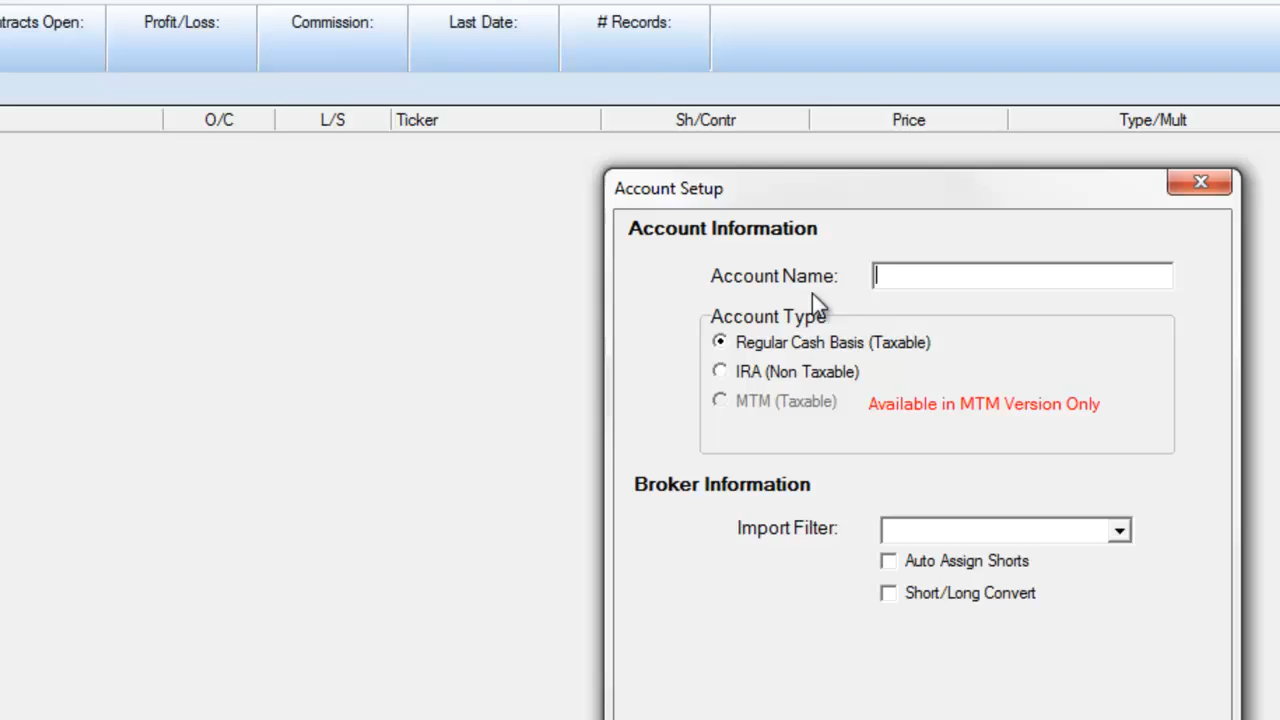 ntracts Open: Profit/Loss: Commission: Last Date: # Records:
O/C L/S Ticker Sh/Contr Price Type/Mult
Account Setup
Account Information
Account Name:
Account Type
Regular Cash Basis (Taxable)
IRA (Non Taxable)
MTM (Taxable) Available in MTM Version Only
Broker Information
Import Filter:
Auto Assign Shorts
Short/Long Convert